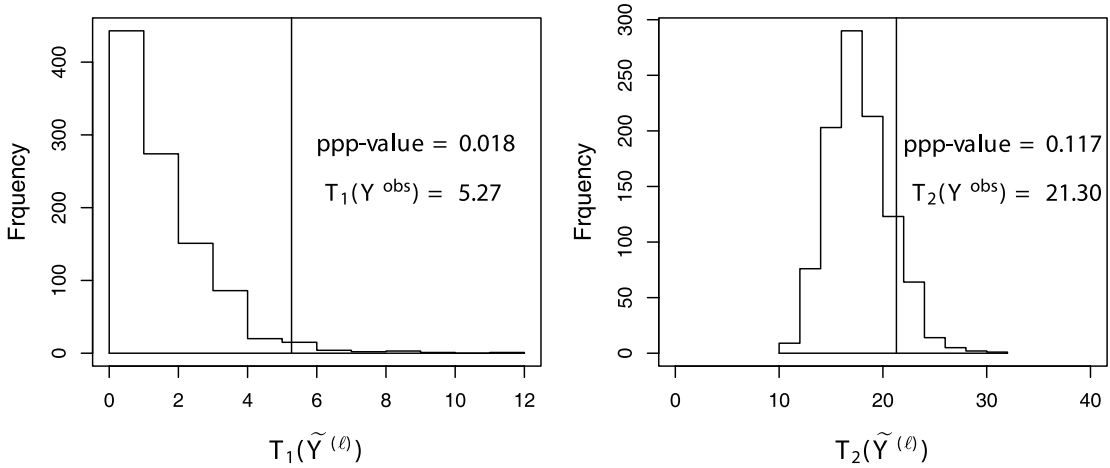 Frquency
400
300
200
100
0
ppp-value = 0.018
T₁(Y ᵒᵇˢ) = 5.27
0 2 4 6 8 10 12
T₁(Ỹ ⁽ˡ⁾)
Frquency
300
250
200
150
100
50
0
ppp-value = 0.117
T₂(Y ᵒᵇˢ) = 21.30
0 10 20 30 40
T₂(Ỹ ⁽ˡ⁾)